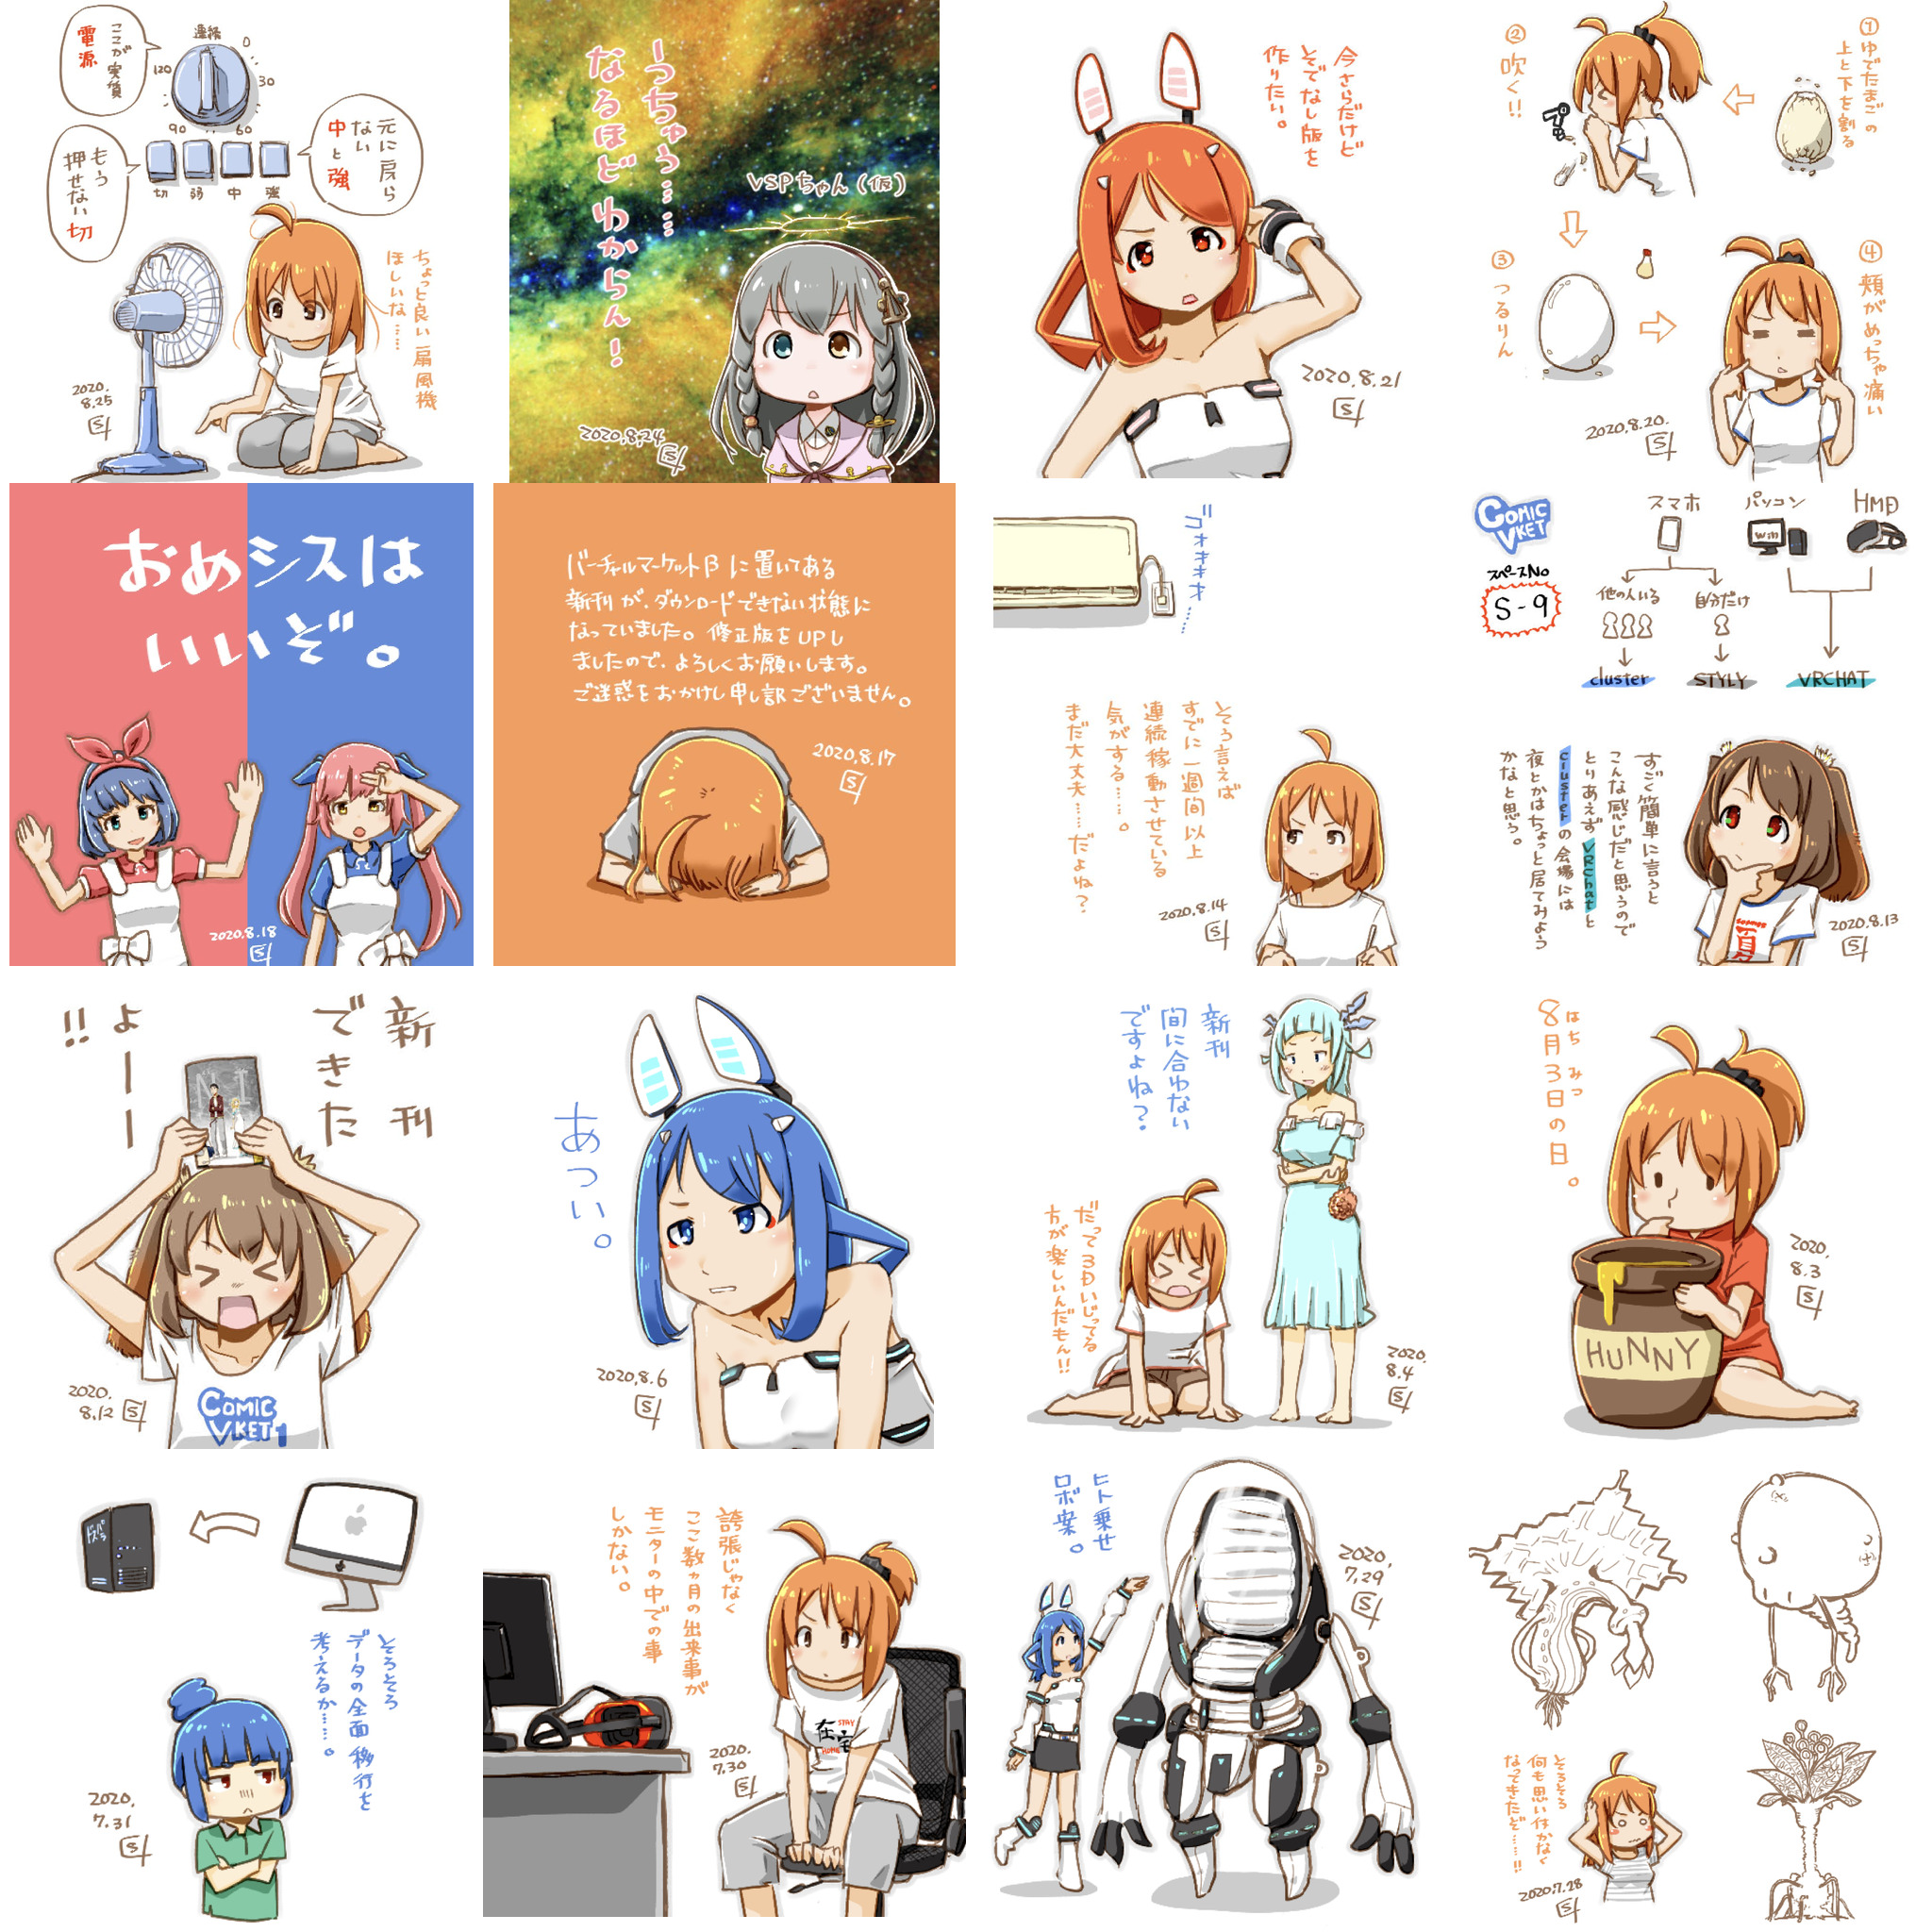 ここが実質
電源
連続
0
30
60
90
120
切
弱
中
強
もう
押せない切
元に戻ら
ない
中と強
ちょっと良い扇風機
ほしいな……
2020.
8.25
ーっちゅう……
なるほどわからん!
VSPちゃん(仮)
2020.8.24
今さらだけど
そでなし版を
作りたい。
2020.8.21
①ゆでたまごの
上と下を割る
②吹く!!
プッ
③つるりん
④頬がめっちゃ痛い
2020.8.20.
おめシスは
いいぞ。
2020.8.18
バーチャルマーケットβに置いてある
新刊が、ダウンロードできない状態に
なっていました。修正版をUPし
ましたので、よろしくお願いします。
ご迷惑をおかけし申し訳ございません。
2020.8.17
ゴォオオオオ……
そう言えば
すでに一週間以上
連続稼動させている
気がする……。
まだ大丈夫……だよね?
2020.8.14
COMIC
VKET
スペースNo
S-9
スマホ
パソコン
HMD
他の人いる
自分だけ
cluster
STYLY
VRCHAT
すごく簡単に言うと
こんな感じだと思うので
とりあえずVRChatと
clusterの会場には
夜とかはちょっと居てみよう
かなと思う。
2020.8.13
新刊
できた
よーー
!!
COMIC
VKET1
2020.
8.12
あつい。
2020.8.6
新刊
間に合わない
ですよね?
だって3Dいじってる
方が楽しいんだもん!!
2020.
8.4
はち みつ
8月3日の日。
HUNNY
2020.
8.3
ドスパラ
そろそろ
データの全面移行を
考えるか……。
2020.
7.31
誇張じゃなく
ここ数ヶ月の出来事が
モニターの中での事
しかない。
STAY
在宅
HOME
2020.
7.30
ヒト乗せ
ロボ案。
2020.
7.29
そろそろ
何も思い付かなく
なってきたぞ……!!
2020.7.28